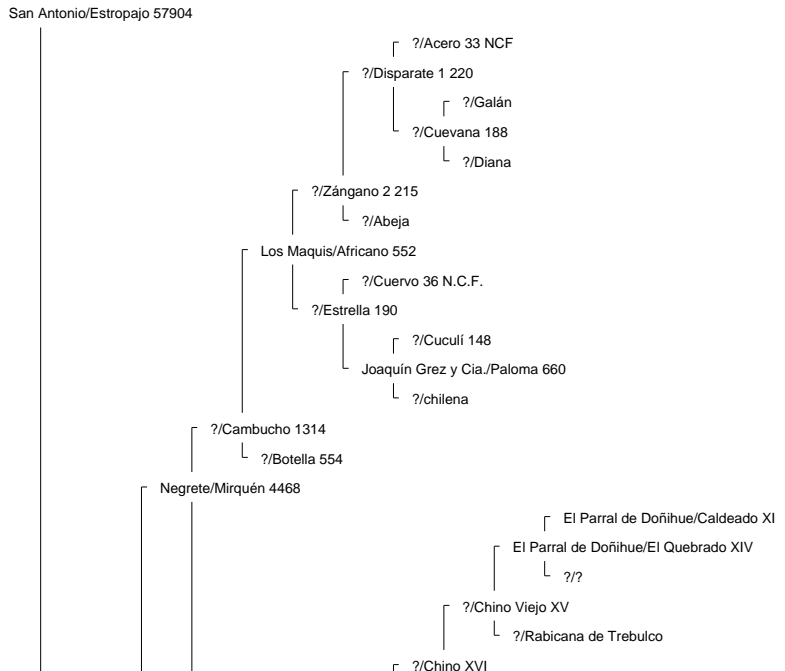 San Antonio/Estropajo 57904
?/Acero 33 NCF
?/Disparate 1 220
?/Galán
?/Cuevana 188
?/Diana
?/Zángano 2 215
?/Abeja
Los Maquis/Africano 552
?/Cuervo 36 N.C.F.
?/Estrella 190
?/Cuculí 148
Joaquín Grez y Cia./Paloma 660
?/chilena
?/Cambucho 1314
?/Botella 554
Negrete/Mirquén 4468
El Parral de Doñihue/Caldeado XI
El Parral de Doñihue/El Quebrado XIV
?/?
?/Chino Viejo XV
?/Rabicana de Trebulco
?/Chino XVI